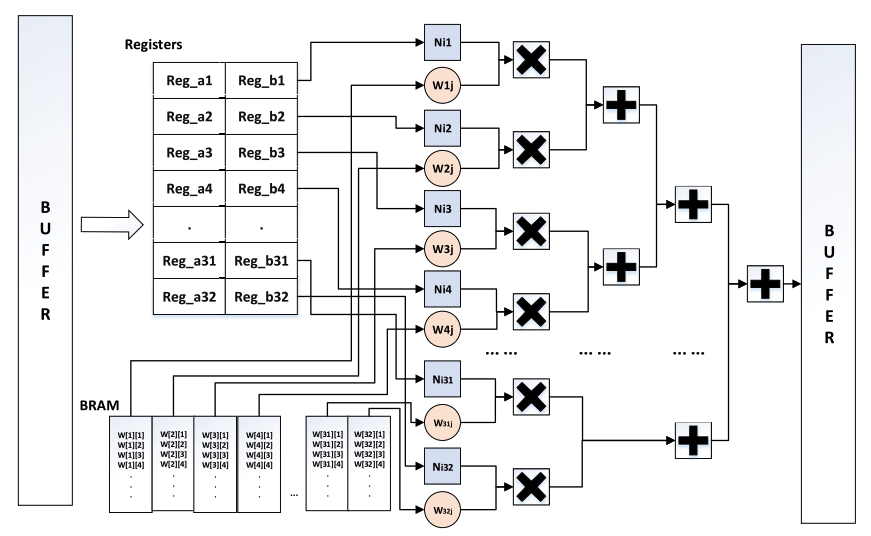 BUFFER
Registers
Reg_a1 Reg_b1
Reg_a2 Reg_b2
Reg_a3 Reg_b3
Reg_a4 Reg_b4
. .
Reg_a31 Reg_b31
Reg_a32 Reg_b32
BRAM
W[1][1] W[2][1] W[3][1] W[4][1] W[31][1] W[32][1]
W[1][2] W[2][2] W[3][2] W[4][2] W[31][2] W[32][2]
W[1][3] W[2][3] W[3][3] W[4][3] W[31][3] W[32][3]
W[1][4] W[2][4] W[3][4] W[4][4] W[31][4] W[32][4]
. . . . . .
. . . . . .
. . . . ... . .
Ni1
W1j
Ni2
W2j
Ni3
W3j
Ni4
W4j
... ... ... ... ... ...
Ni31
W31j
Ni32
W32j
BUFFER